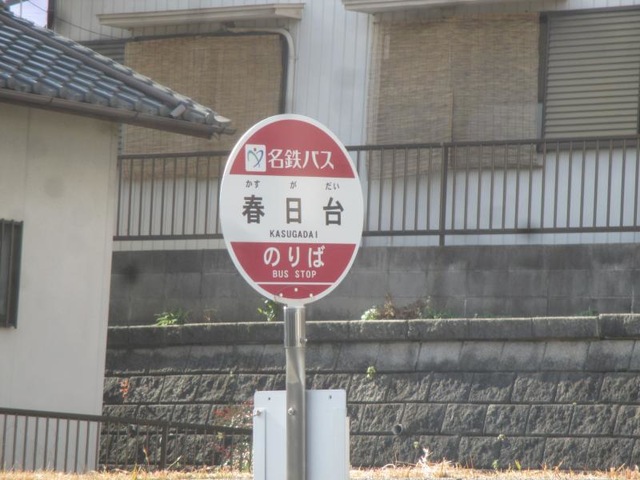 名鉄バス
かす が だい
春日台
KASUGADAI
のりば
BUS STOP